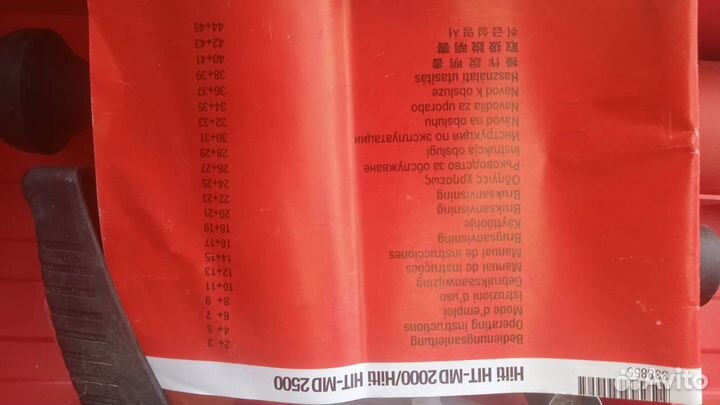 Hilti HIT-MD 2000/Hilti HIT-MD 2500
Bedienungsanleitung 2+ 3
Operating instructions 4+ 5
Mode d'emploi 6+ 7
Istruzioni d'uso 8+ 9
Gebruiksaanwijzing 10+11
Manual de instruções 12+13
Manual de instrucciones 14+15
Brugsanvisning 16+17
Käyttöohje 18+19
Bruksanvisning 20+21
Bruksanvisning 22+23
Οδηγιες χρησεως 24+25
Ръководство за обслужване 26+27
Instrukcja obsługi 28+29
Инструкция по эксплуатации 30+31
Návod na obsluhu 32+33
Navodila za uporabo 34+35
Návod k obsluze 36+37
Használati utasítás 38+39
操 作 説 明 書 40+41
取 扱 說 明 書 42+43
취 급 설 명 서 44+45
Avito